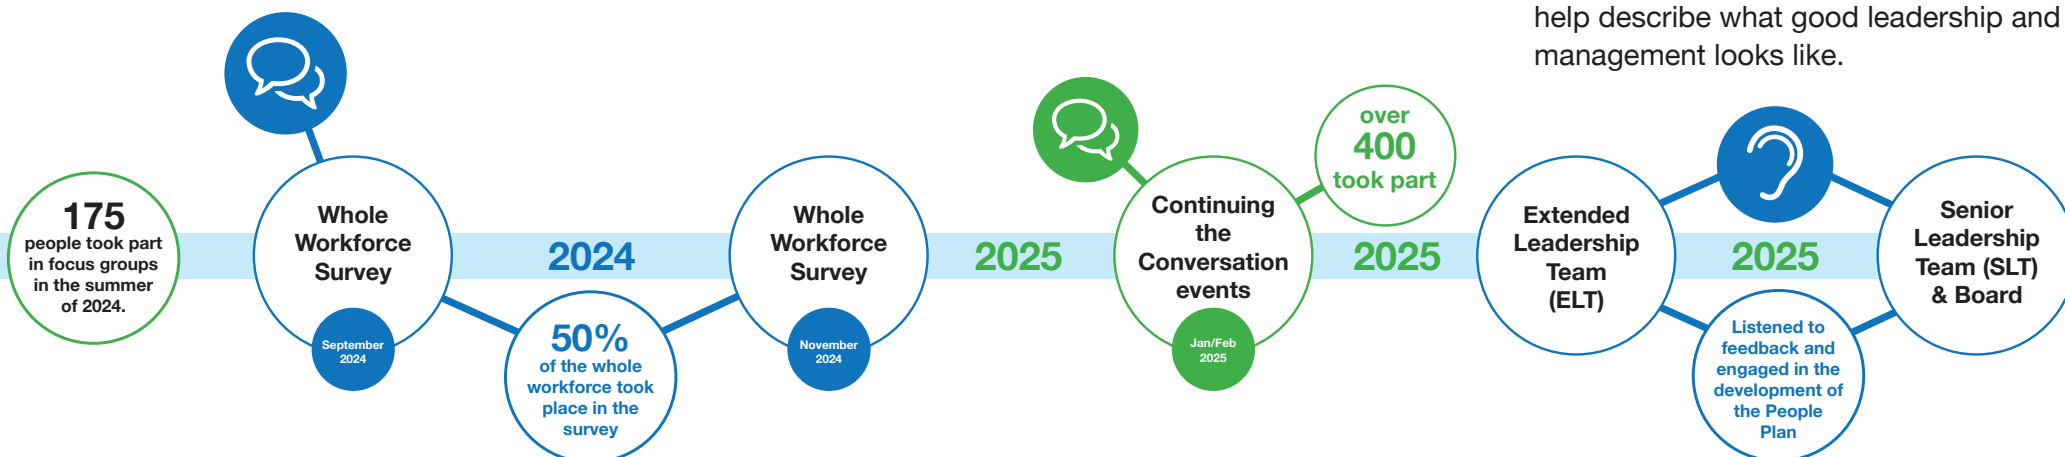 help describe what good leadership and
management looks like.
175
people took part
in focus groups
in the summer
of 2024.
Whole
Workforce
Survey
September
2024
2024
50%
of the whole
workforce took
place in the
survey
Whole
Workforce
Survey
November
2024
2025
Continuing
the
Conversation
events
Jan/Feb
2025
over
400
took part
2025
Extended
Leadership
Team
(ELT)
2025
Listened to
feedback and
engaged in the
development of
the People
Plan
Senior
Leadership
Team (SLT)
& Board